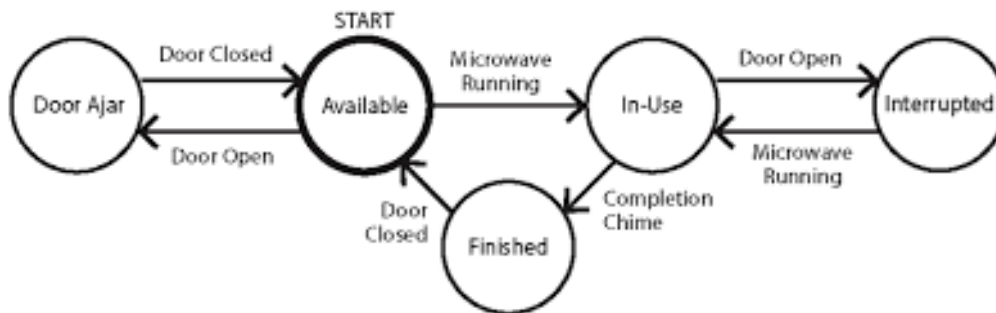 START
Door Closed
Microwave
Running
Door Open
Door Ajar
Available
In-Use
Interrupted
Door Open
Microwave
Running
Door
Closed
Completion
Chime
Finished